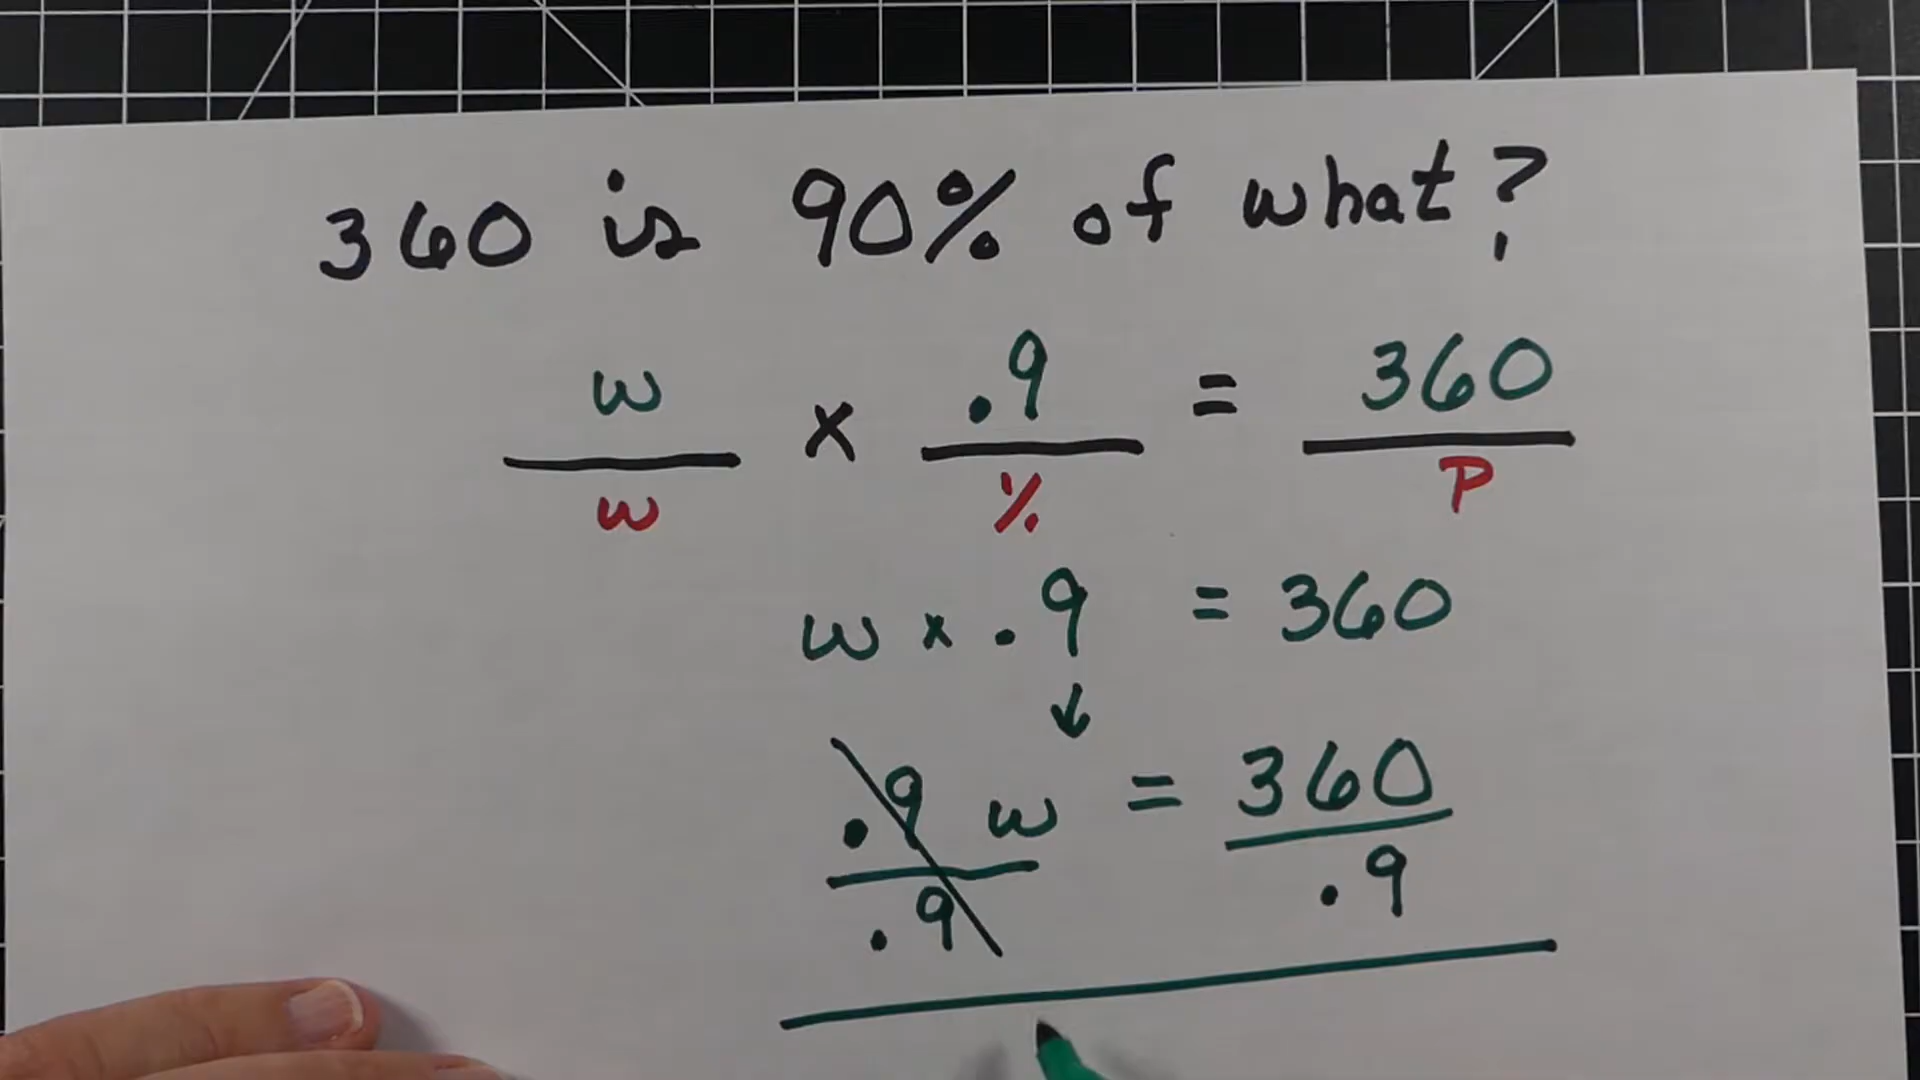 360 is 90% of what?
w × .9 = 360
w % P
w × .9 = 360
.9 w = 360
.9 .9